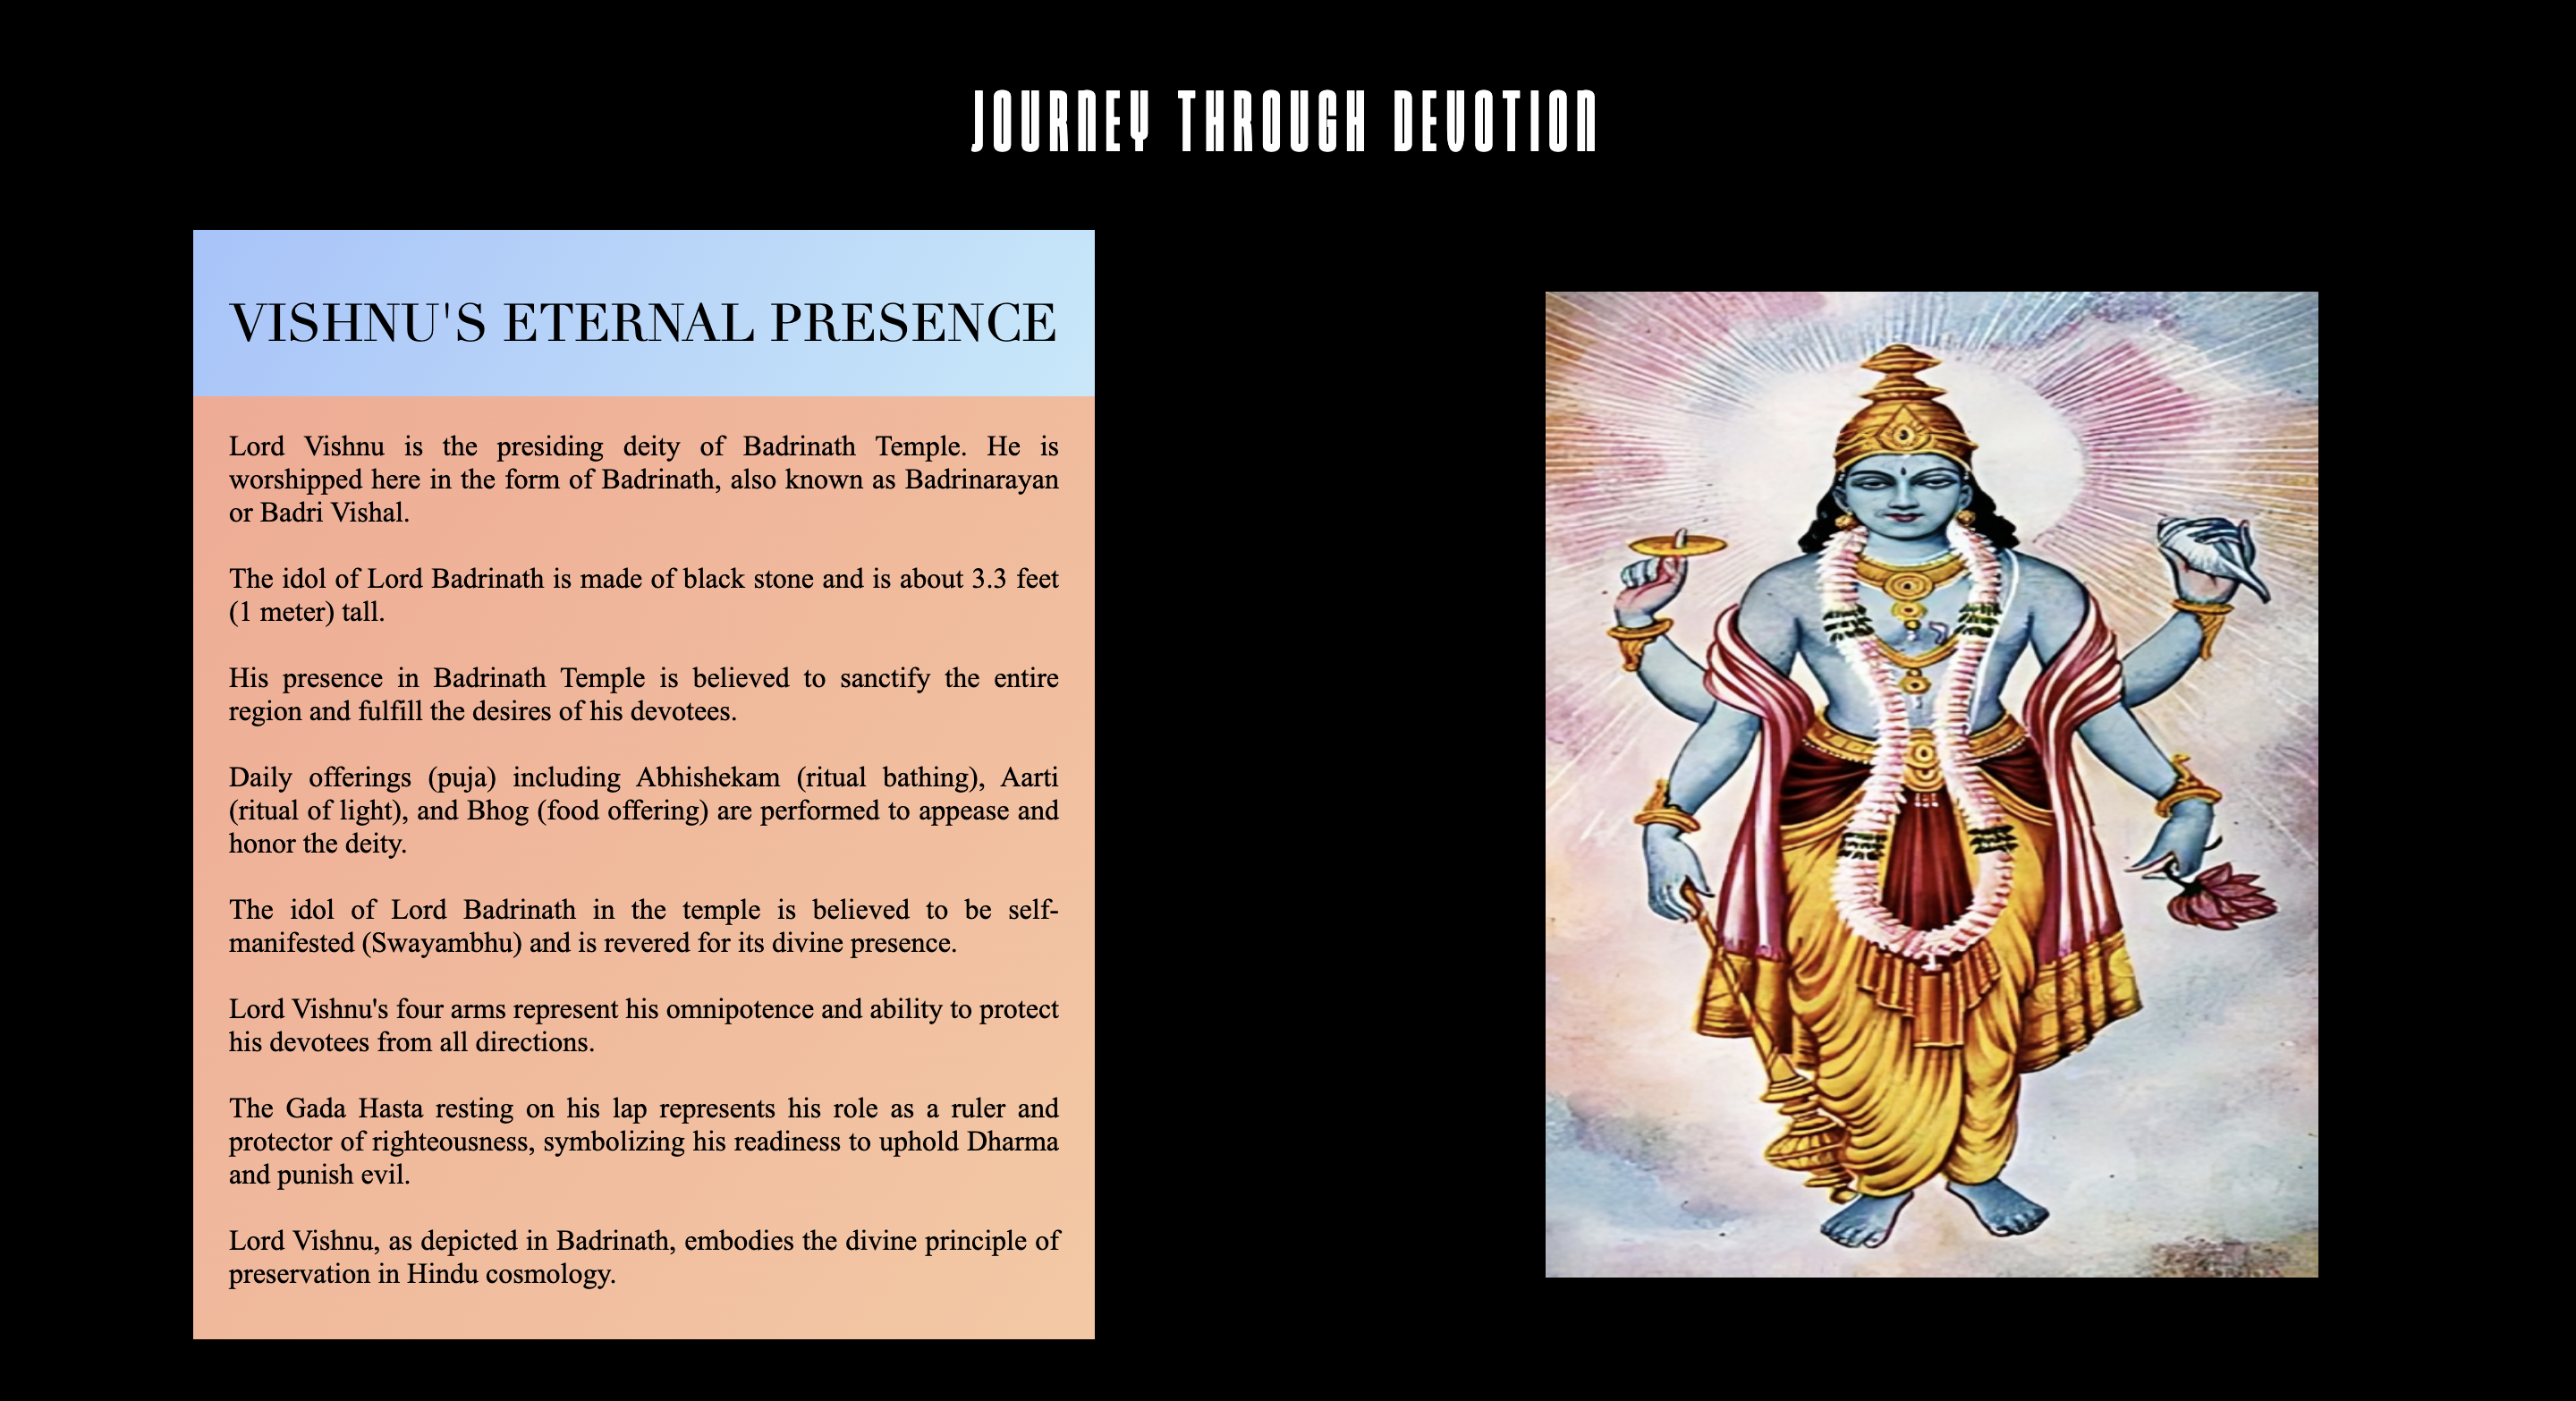 JOURNEY THROUGH DEVOTION
VISHNU'S ETERNAL PRESENCE
Lord Vishnu is the presiding deity of Badrinath Temple. He is
worshipped here in the form of Badrinath, also known as Badrinarayan
or Badri Vishal.
The idol of Lord Badrinath is made of black stone and is about 3.3 feet
(1 meter) tall.
His presence in Badrinath Temple is believed to sanctify the entire
region and fulfill the desires of his devotees.
Daily offerings (puja) including Abhishekam (ritual bathing), Aarti
(ritual of light), and Bhog (food offering) are performed to appease and
honor the deity.
The idol of Lord Badrinath in the temple is believed to be self-
manifested (Swayambhu) and is revered for its divine presence.
Lord Vishnu's four arms represent his omnipotence and ability to protect
his devotees from all directions.
The Gada Hasta resting on his lap represents his role as a ruler and
protector of righteousness, symbolizing his readiness to uphold Dharma
and punish evil.
Lord Vishnu, as depicted in Badrinath, embodies the divine principle of
preservation in Hindu cosmology.